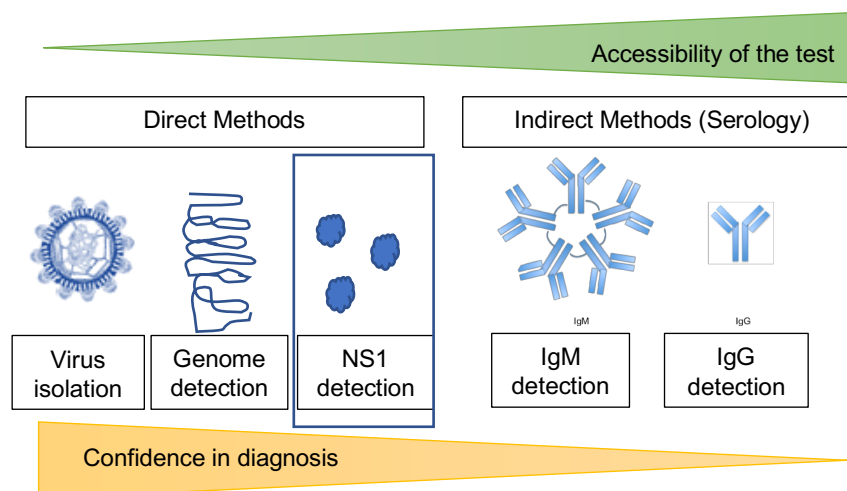 Accessibility of the test
Direct Methods
Indirect Methods (Serology)
IgM
IgG
Virus
isolation
Genome
detection
NS1
detection
IgM
detection
IgG
detection
Confidence in diagnosis